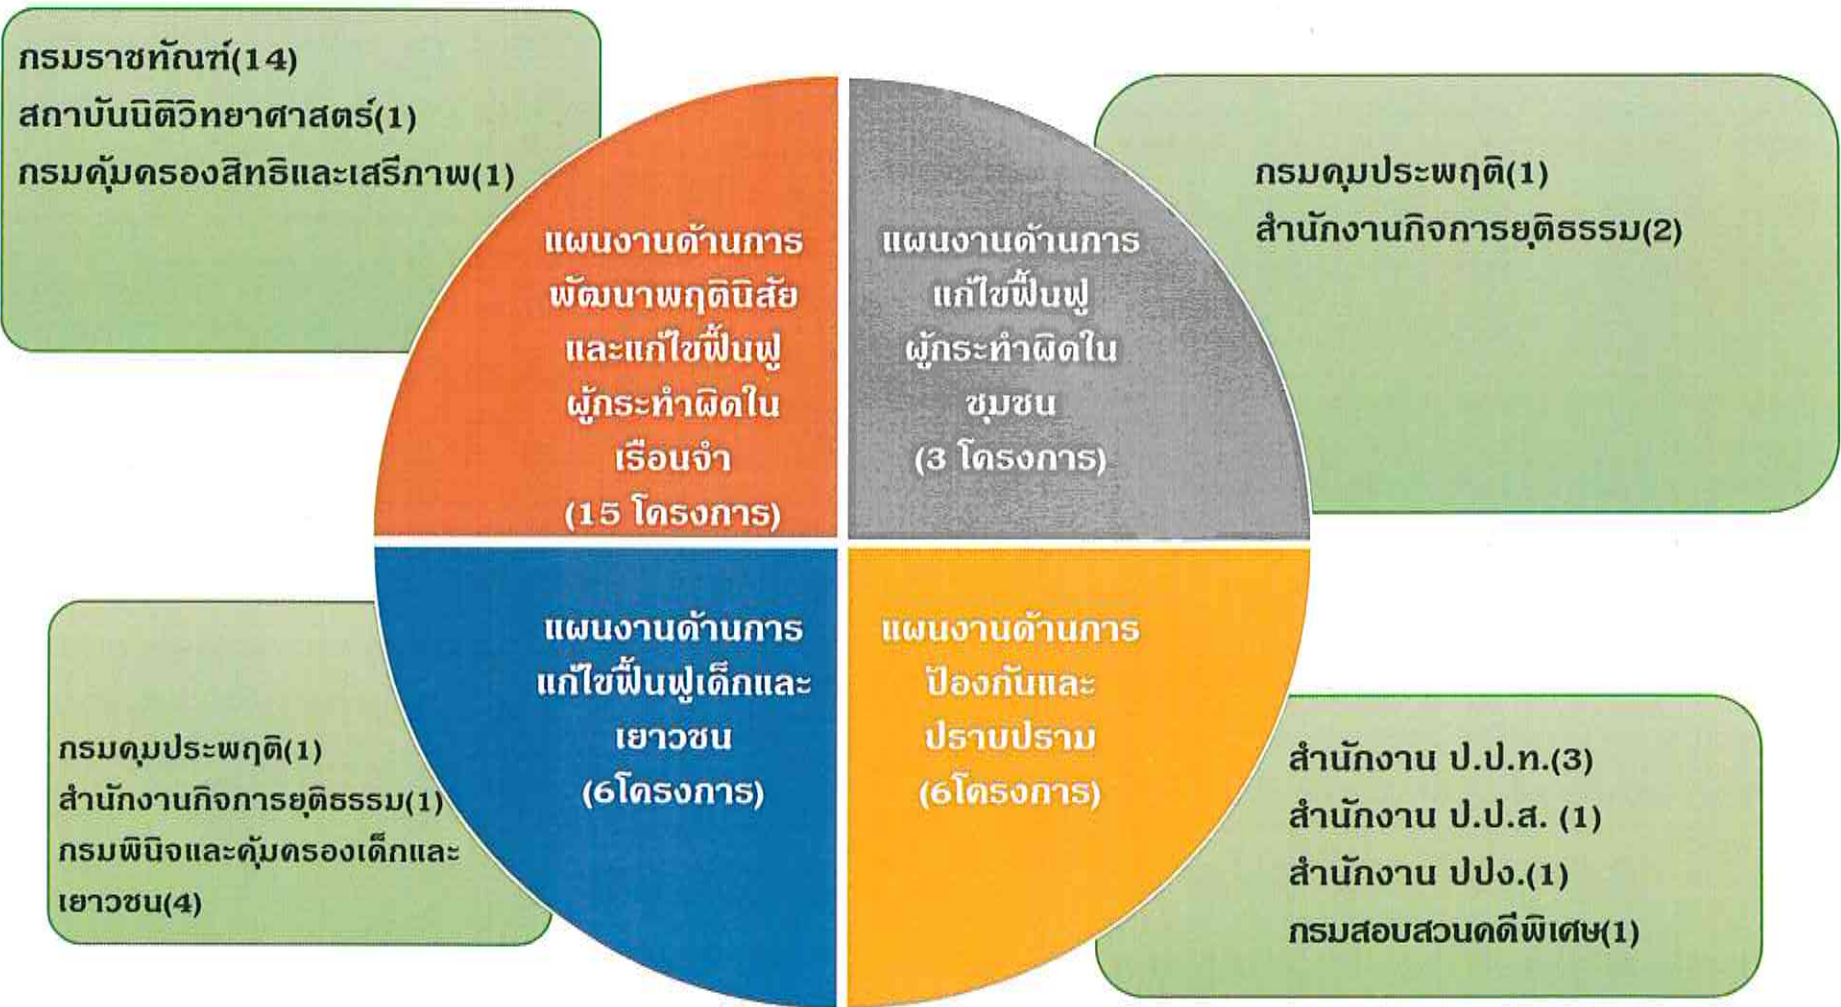 กรมราชทัณฑ์(14)
สถาบันนิติวิทยาศาสตร์(1)
กรมคุ้มครองสิทธิและเสรีภาพ(1)
แผนงานด้านการ
พัฒนาพฤตินิสัย
และแก้ไขฟื้นฟู
ผู้กระทำผิดใน
เรือนจำ
(15 โครงการ)
แผนงานด้านการ
แก้ไขฟื้นฟู
ผู้กระทำผิดใน
ชุมชน
(3 โครงการ)
กรมคุมประพฤติ(1)
สำนักงานกิจการยุติธรรม(2)
กรมคุมประพฤติ(1)
สำนักงานกิจการยุติธรรม(1)
กรมพินิจและคุ้มครองเด็กและ
เยาวชน(4)
แผนงานด้านการ
แก้ไขฟื้นฟูเด็กและ
เยาวชน
(6โครงการ)
แผนงานด้านการ
ป้องกันและ
ปราบปราม
(6โครงการ)
สำนักงาน ป.ป.ท.(3)
สำนักงาน ป.ป.ส. (1)
สำนักงาน ปปง.(1)
กรมสอบสวนคดีพิเศษ(1)